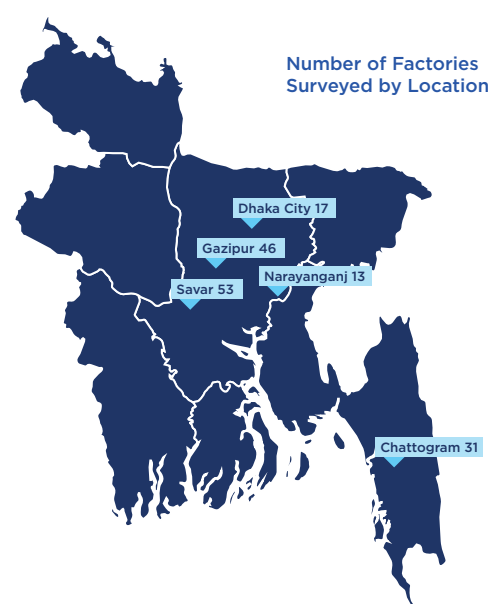 Number of Factories
Surveyed by Location
Dhaka City 17
Gazipur 46
Narayanganj 13
Savar 53
Chattogram 31